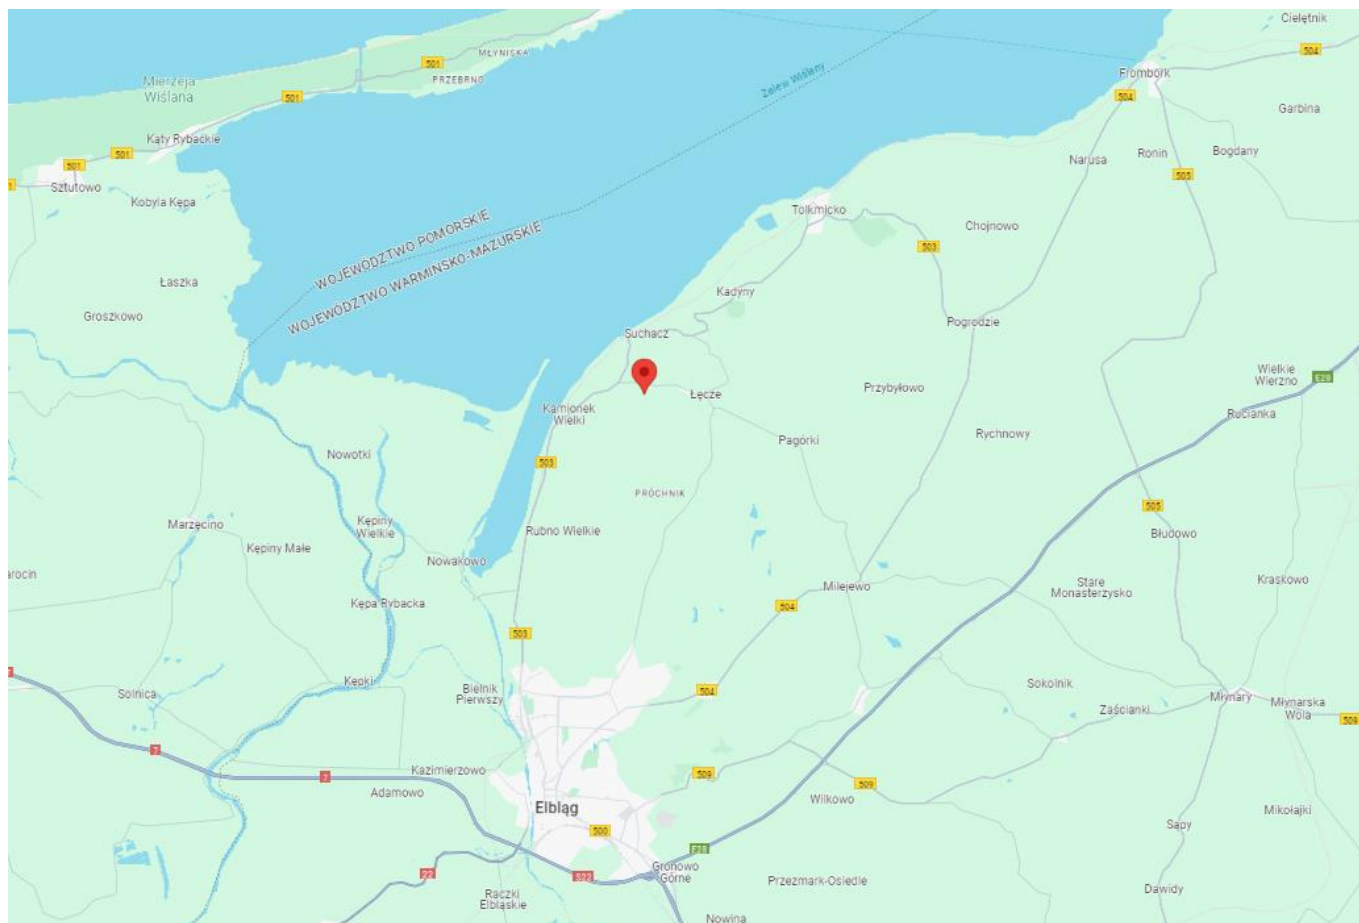 Cielętnik
MŁYNISKA
504
501
PRZEBRNO
Frombork
Zalew Wiślany
Mierzeja
Wiślana
501
504
Garbina
Kąty Rybackie
501
Narusa
Ronin
Bogdany
501
505
Sztutowo
Kobyla Kępa
Tolkmicko
WOJEWÓDZTWO POMORSKIE
Chojnowo
503
WOJEWÓDZTWO WARMIŃSKO-MAZURSKIE
Łaszka
Kadyny
Groszkowo
Pogrodzie
Suchacz
Wielkie
Wierzno
E28
Przybyłowo
Łęcze
Kamionek
Wielki
Rucianka
Rychnowy
Pagórki
Nowotki
503
PRÓCHNIK
505
Marzęcino
Kępiny
Wielkie
Rubno Wielkie
Błudowo
Kępiny Małe
Nowakowo
arocin
Kraskowo
Stare
Monasterzysko
Milejewo
Kępa Rybacka
504
503
Kępki
Sokolnik
Solnica
Bielnik
Pierwszy
504
Młynary
Młynarska
Wola
Zaścianki
509
7
7
Kazimierzowo
509
509
Adamowo
Wilkowo
Elbląg
Mikołajki
500
Sąpy
E28
22
S22
Gronowo
Górne
Przezmark-Osiedle
Raczki
Elbląskie
Dawidy
Nowina